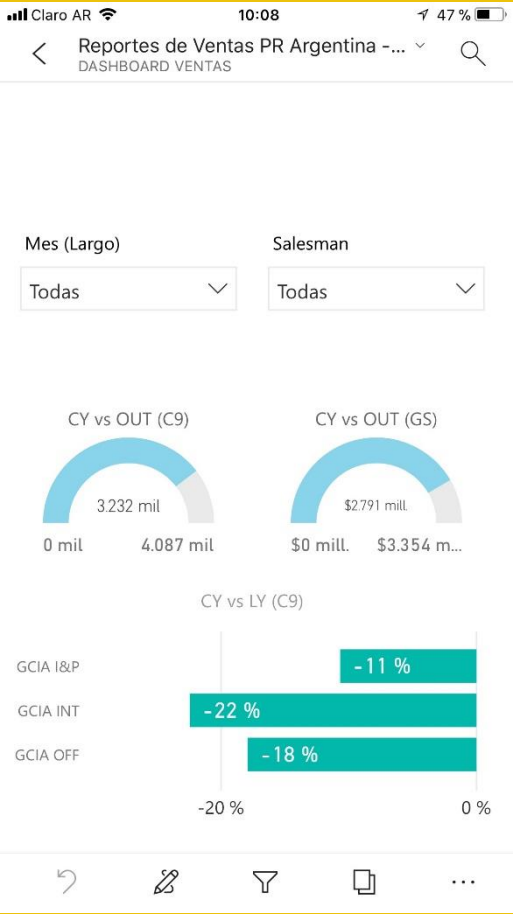 Claro AR 10:08 47 %
Reportes de Ventas PR Argentina -...
DASHBOARD VENTAS
Mes (Largo) Salesman
Todas Todas
CY vs OUT (C9) CY vs OUT (GS)
3.232 mil $2.791 mill.
0 mil 4.087 mil $0 mill. $3.354 m...
CY vs LY (C9)
GCIA I&P -11 %
GCIA INT -22 %
GCIA OFF -18 %
-20 % 0 %